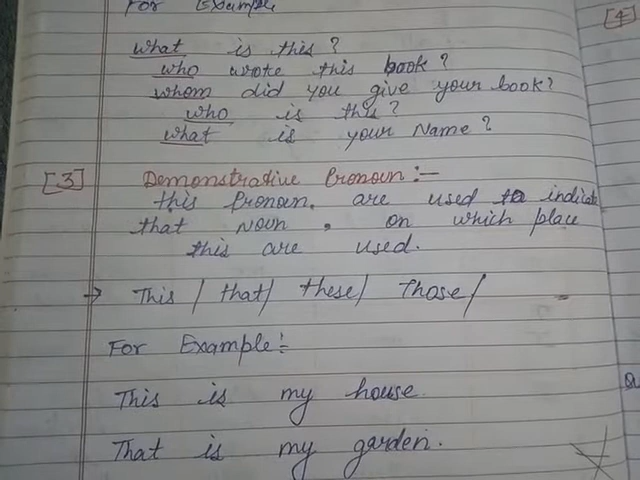 For Example
[4]
what is this ?
who wrote this book ?
whom did you give your book?
who is this ?
what is your Name ?
[3] Demonstrative Pronoun :-
this Pronoun. are used to indicate
that Noun . on which place
this are used.
→ This / that / these / Those /
For Example :-
This is my house.
That is my garden.